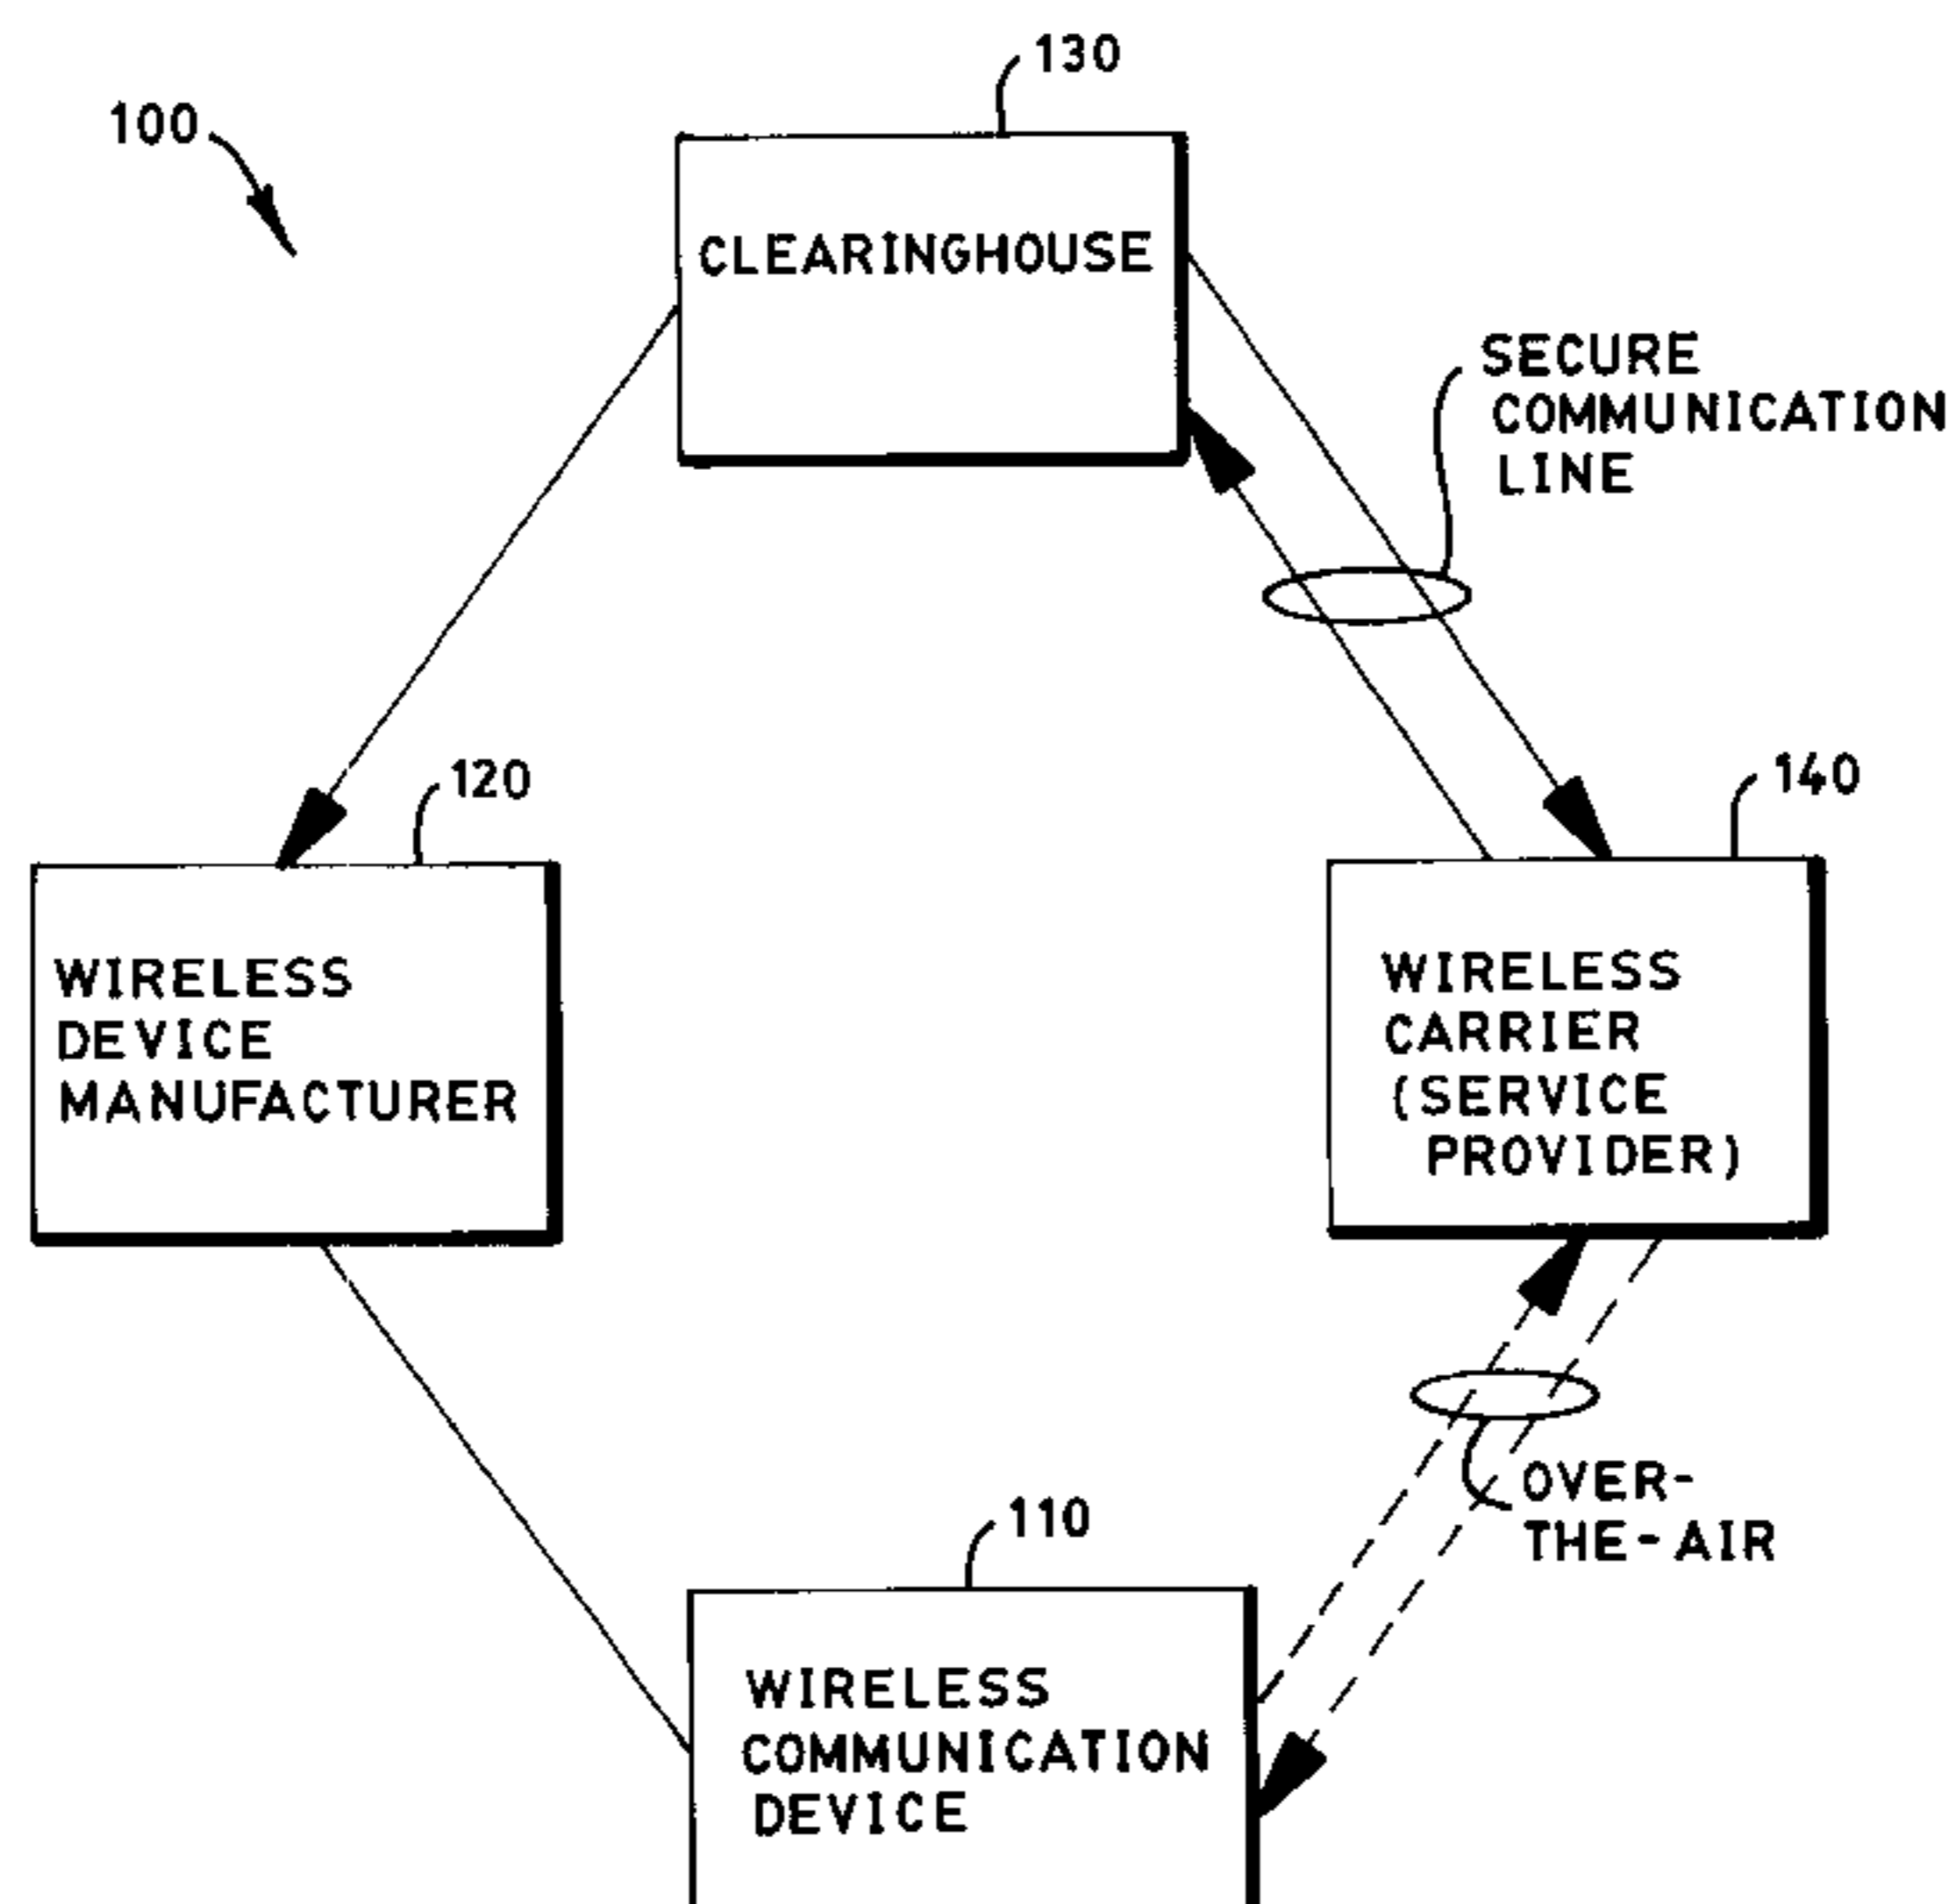 130
100
CLEARINGHOUSE
SECURE
COMMUNICATION
LINE
120
140
WIRELESS
DEVICE
MANUFACTURER
WIRELESS
CARRIER
(SERVICE
PROVIDER)
OVER-
THE-AIR
110
WIRELESS
COMMUNICATION
DEVICE